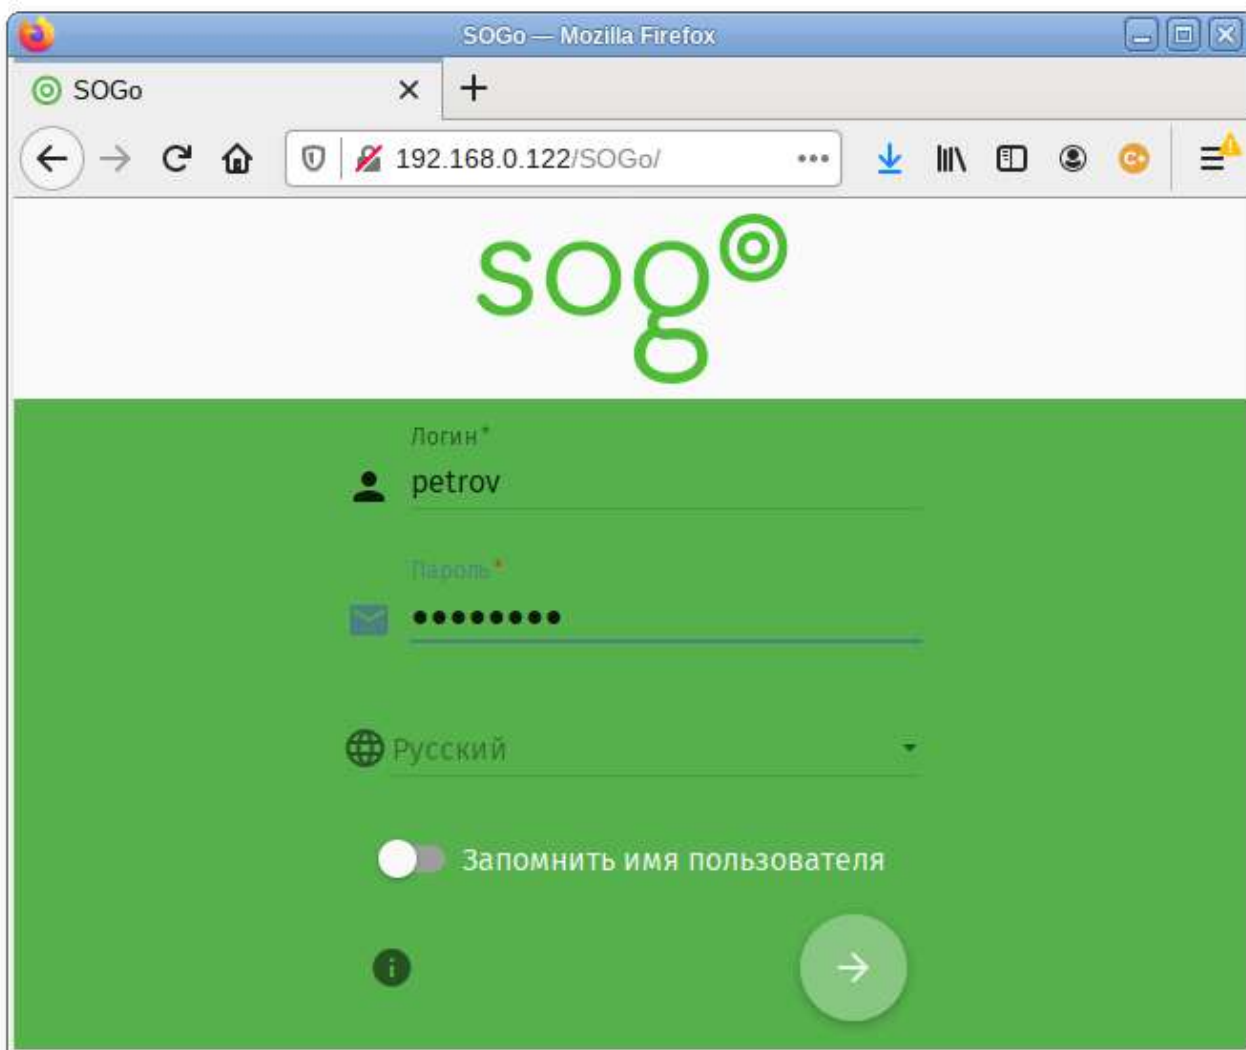 SOGo — Mozilla Firefox
SOGo
192.168.0.122/SOGo/
sogo
Логин*
petrov
Пароль*
Русский
Запомнить имя пользователя